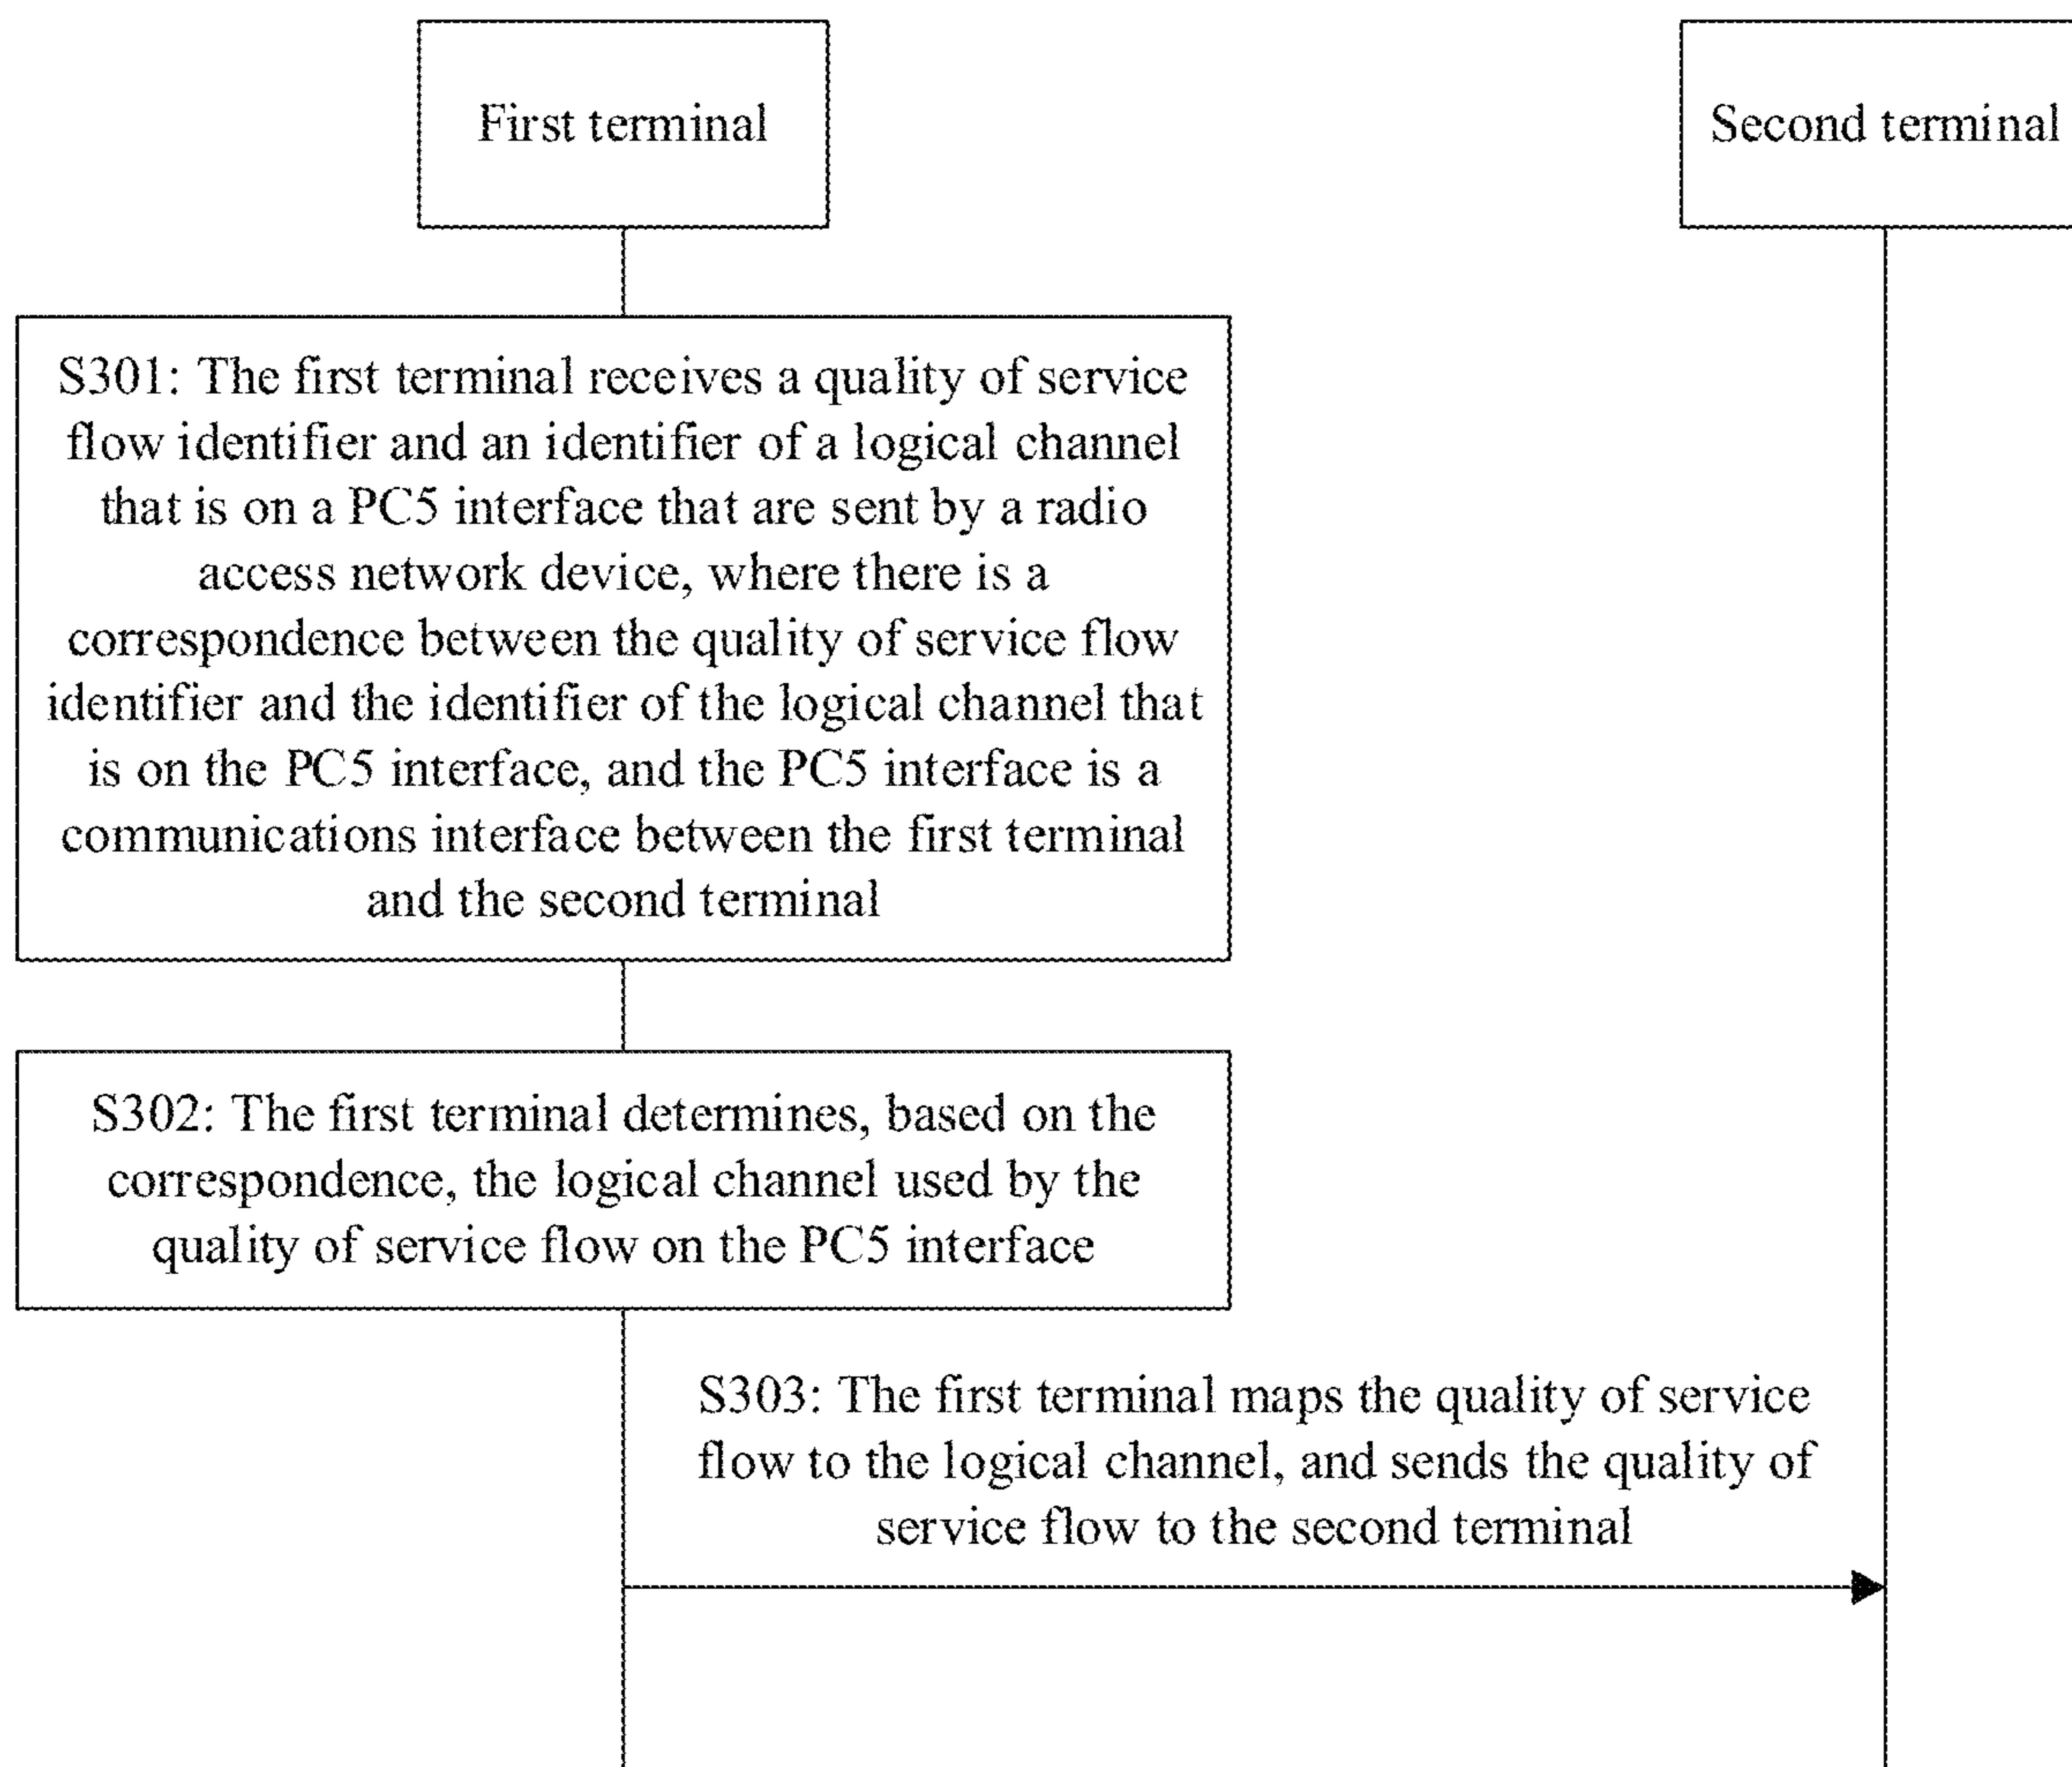 First terminal
Second terminal
S301: The first terminal receives a quality of service
flow identifier and an identifier of a logical channel
that is on a PC5 interface that are sent by a radio
access network device, where there is a
correspondence between the quality of service flow
identifier and the identifier of the logical channel that
is on the PC5 interface, and the PC5 interface is a
communications interface between the first terminal
and the second terminal
S302: The first terminal determines, based on the
correspondence, the logical channel used by the
quality of service flow on the PC5 interface
S303: The first terminal maps the quality of service
flow to the logical channel, and sends the quality of
service flow to the second terminal